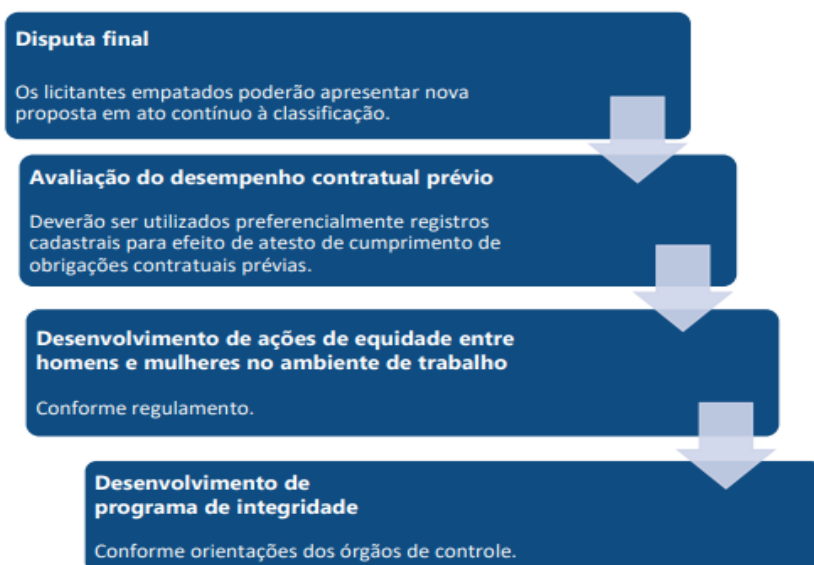 Disputa final
Os licitantes empatados poderão apresentar nova
proposta em ato contínuo à classificação.
Avaliação do desempenho contratual prévio
Deverão ser utilizados preferencialmente registros
cadastrais para efeito de atesto de cumprimento de
obrigações contratuais prévias.
Desenvolvimento de ações de equidade entre
homens e mulheres no ambiente de trabalho
Conforme regulamento.
Desenvolvimento de
programa de integridade
Conforme orientações dos órgãos de controle.